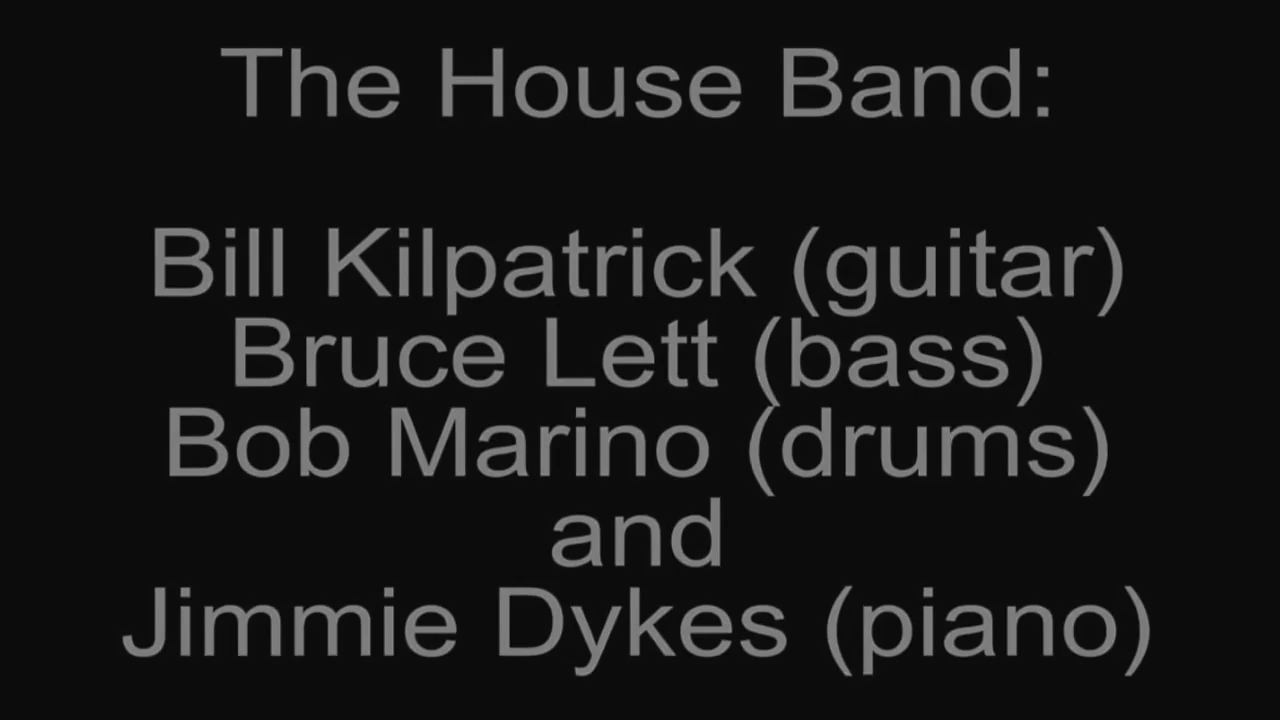 The House Band:
Bill Kilpatrick (guitar)
Bruce Lett (bass)
Bob Marino (drums)
and
Jimmie Dykes (piano)